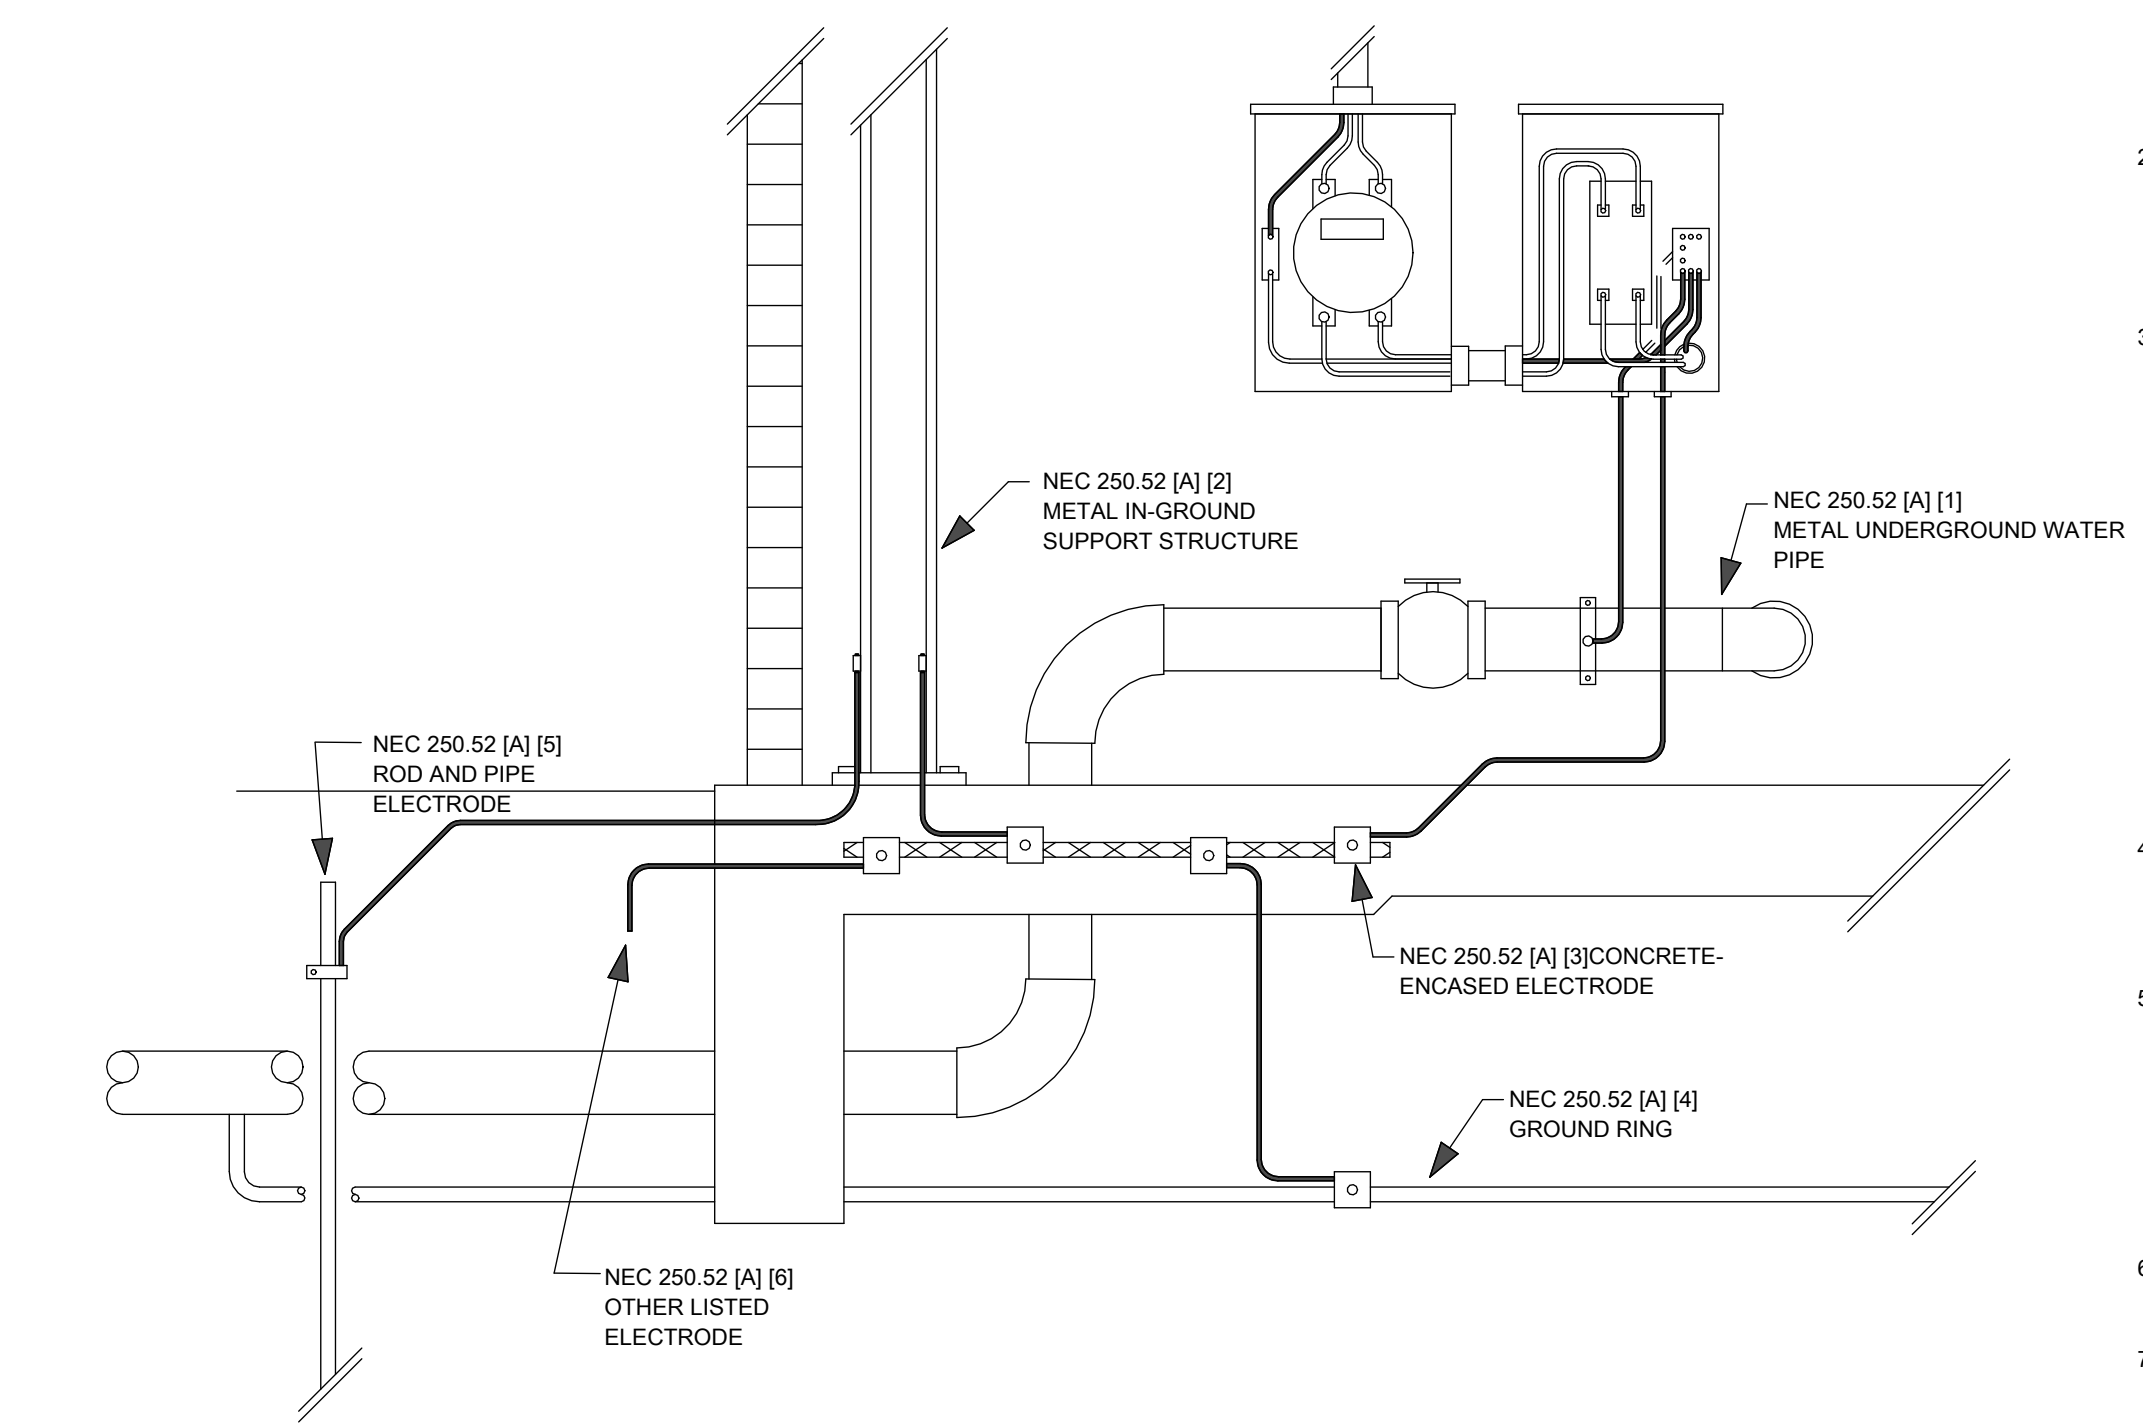 NEC 250.52 [A] [2]
METAL IN-GROUND
SUPPORT STRUCTURE
NEC 250.52 [A] [1]
METAL UNDERGROUND WATER
PIPE
NEC 250.52 [A] [5]
ROD AND PIPE
ELECTRODE
NEC 250.52 [A] [3]CONCRETE-
ENCASED ELECTRODE
NEC 250.52 [A] [4]
GROUND RING
NEC 250.52 [A] [6]
OTHER LISTED
ELECTRODE